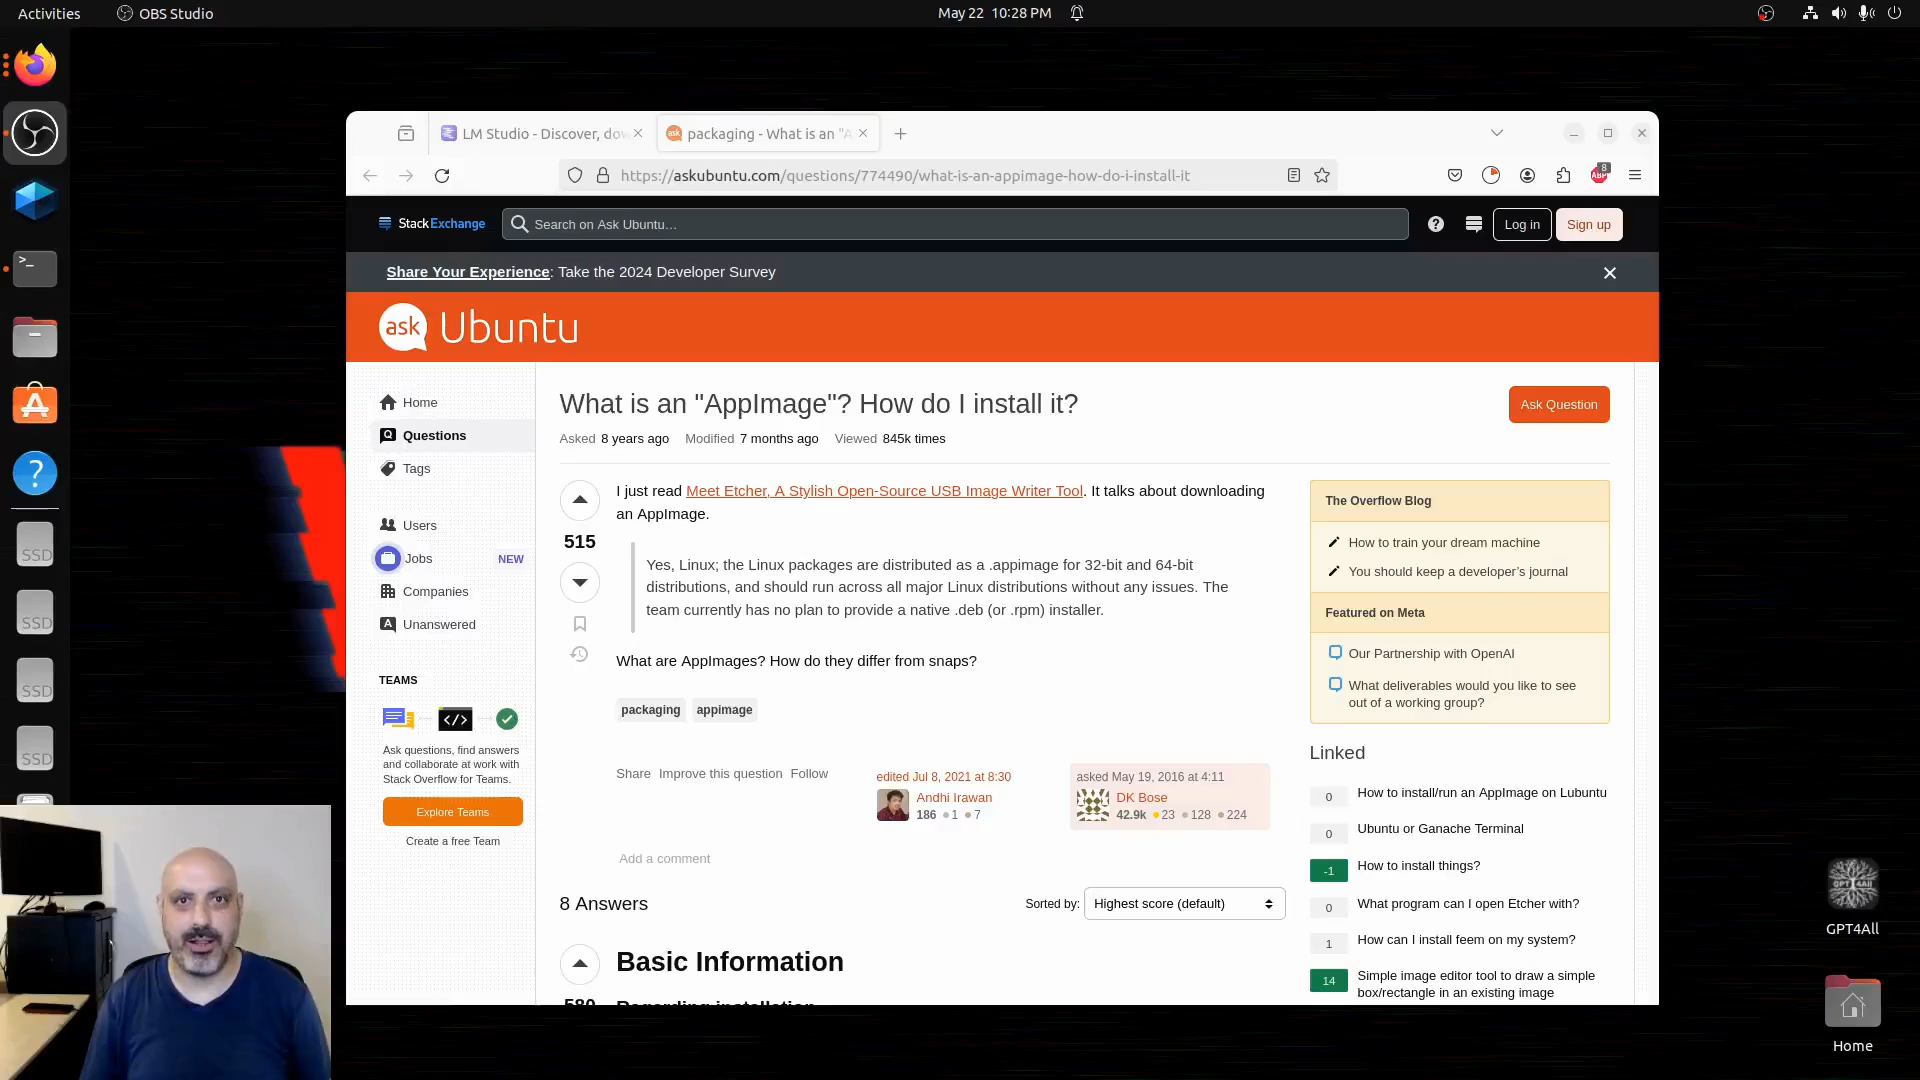 Activities
OBS Studio
May 22 10:28 PM
LM Studio - Discover, dow
packaging - What is an "A
https://askubuntu.com/questions/774490/what-is-an-appimage-how-do-i-install-it
8
ABP
StackExchange
Search on Ask Ubuntu…
Log in
Sign up
Share Your Experience: Take the 2024 Developer Survey
ask Ubuntu
Home
Questions
Tags
Users
Jobs
NEW
Companies
Unanswered
TEAMS
Ask questions, find answers
and collaborate at work with
Stack Overflow for Teams.
Explore Teams
Create a free Team
What is an "AppImage"? How do I install it?
Ask Question
Asked 8 years ago Modified 7 months ago Viewed 845k times
515
I just read Meet Etcher, A Stylish Open-Source USB Image Writer Tool. It talks about downloading
an AppImage.
Yes, Linux; the Linux packages are distributed as a .appimage for 32-bit and 64-bit
distributions, and should run across all major Linux distributions without any issues. The
team currently has no plan to provide a native .deb (or .rpm) installer.
What are AppImages? How do they differ from snaps?
packaging appimage
Share Improve this question Follow
edited Jul 8, 2021 at 8:30
Andhi Irawan
186 1 7
asked May 19, 2016 at 4:11
DK Bose
42.9k 23 128 224
Add a comment
8 Answers
Sorted by:
Highest score (default)
Basic Information
580
Regarding installation
The Overflow Blog
How to train your dream machine
You should keep a developer's journal
Featured on Meta
Our Partnership with OpenAI
What deliverables would you like to see
out of a working group?
Linked
0 How to install/run an AppImage on Lubuntu
0 Ubuntu or Ganache Terminal
-1 How to install things?
0 What program can I open Etcher with?
1 How can I install feem on my system?
14 Simple image editor tool to draw a simple
box/rectangle in an existing image
SSD
SSD
SSD
SSD
GPT4All
GPT4All
Home